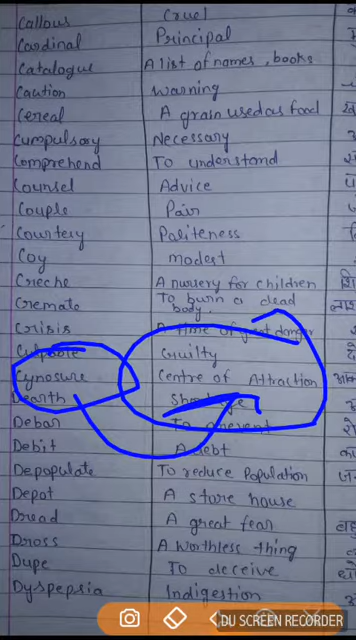 Callous Cruel
Cardinal Principal
Catalogue A list of names, books
Caution Warning
Cereal A grain used as food
Cumpulsory Necessary
Comprehend To understand
Counsel Advice
Couple Pair
Courtery Politeness
Coy modest
Creche A nursery for children
Cremate To burn a dead body.
Crisis A time of great danger
Culpable Guilty
Cynosure Centre of Attraction
Dearth Shortage
Debar To prevent
Debit A debt
Depopulate To reduce Population
Depot A store house
Dread A great fear
Dross A worthless thing
Dupe To deceive
Dyspepsia Indigestion
DU SCREEN RECORDER